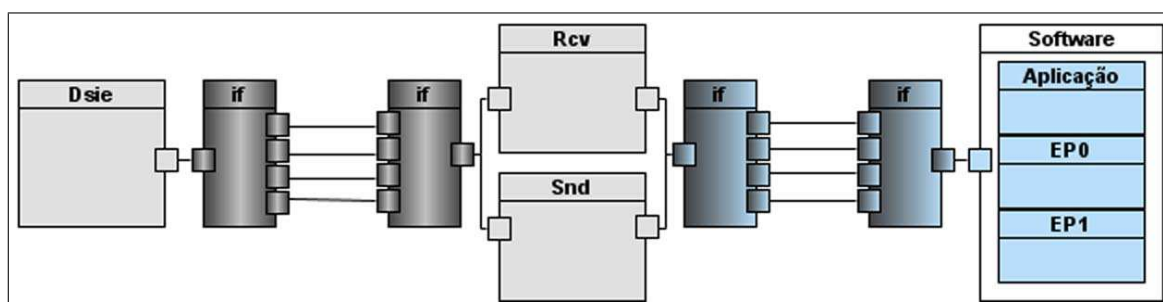 Dsie
if
if
Rcv
Snd
if
if
Software
Aplicação
EP0
EP1